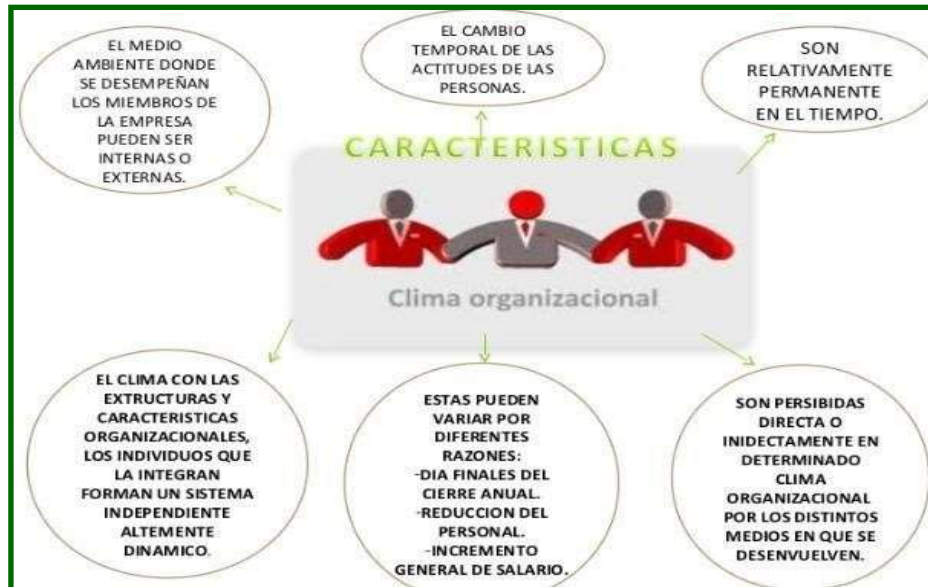 EL MEDIO
AMBIENTE DONDE
SE DESEMPEÑAN
LOS MIEMBROS DE
LA EMPRESA
PUEDEN SER
INTERNAS O
EXTERNAS.
EL CAMBIO
TEMPORAL DE LAS
ACTITUDES DE LAS
PERSONAS.
SON
RELATIVAMENTE
PERMANENTE
EN EL TIEMPO.
CARACTERISTICAS
Clima organizacional
EL CLIMA CON LAS
EXTRUCTURAS Y
CARACTERISTICAS
ORGANIZACIONALES,
LOS INDIVIDUOS QUE
LA INTEGRAN
FORMAN UN SISTEMA
INDEPENDIENTE
ALTEMENTE
DINAMICO.
ESTAS PUEDEN
VARIAR POR
DIFERENTES
RAZONES:
-DIA FINALES DEL
CIERRE ANUAL.
-REDUCCION DEL
PERSONAL.
-INCREMENTO
GENERAL DE SALARIO.
SON PERSIBIDAS
DIRECTA O
INIDECTAMENTE EN
DETERMINADO
CLIMA
ORGANIZACIONAL
POR LOS DISTINTOS
MEDIOS EN QUE SE
DESENVUELVEN.